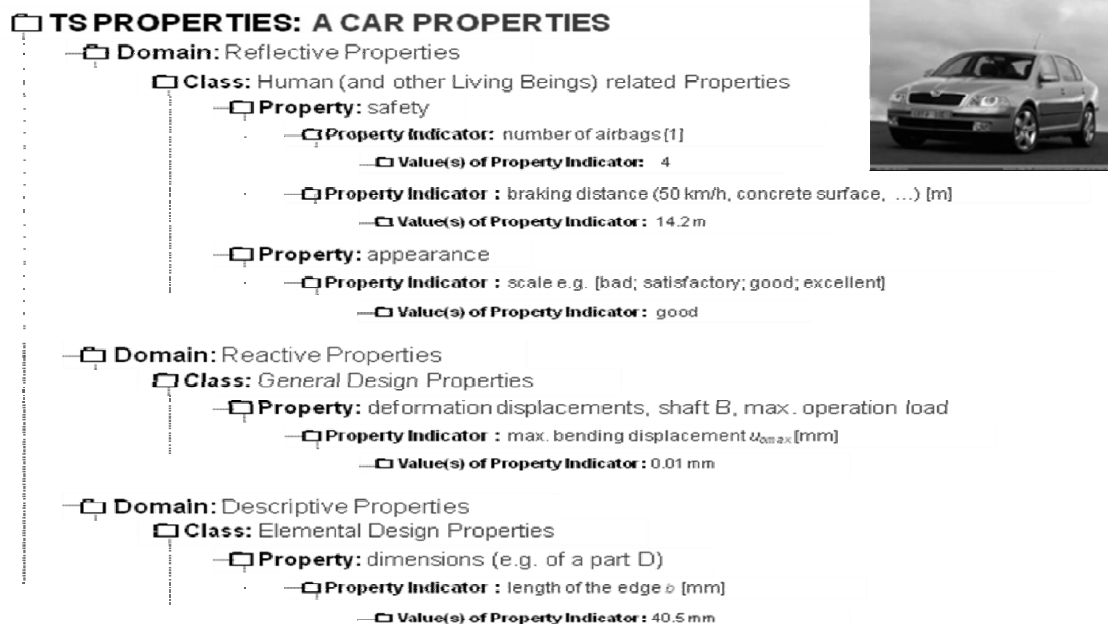 TS PROPERTIES: A CAR PROPERTIES
Domain: Reflective Properties
Class: Human (and other Living Beings) related Properties
Property: safety
Property Indicator: number of airbags [1]
Value(s) of Property Indicator: 4
Property Indicator : braking distance (50 km/h, concrete surface, ...) [m]
Value(s) of Property Indicator: 14.2 m
Property: appearance
Property Indicator : scale e.g. [bad; satisfactory; good; excellent]
Value(s) of Property Indicator: good
Domain: Reactive Properties
Class: General Design Properties
Property: deformation displacements, shaft B, max. operation load
Property Indicator : max. bending displacement [mm]
Value(s) of Property Indicator: 0.01 mm
Domain: Descriptive Properties
Class: Elemental Design Properties
Property: dimensions (e.g. of a part D)
Property Indicator : length of the edge b [mm]
Value(s) of Property Indicator: 40.5 mm